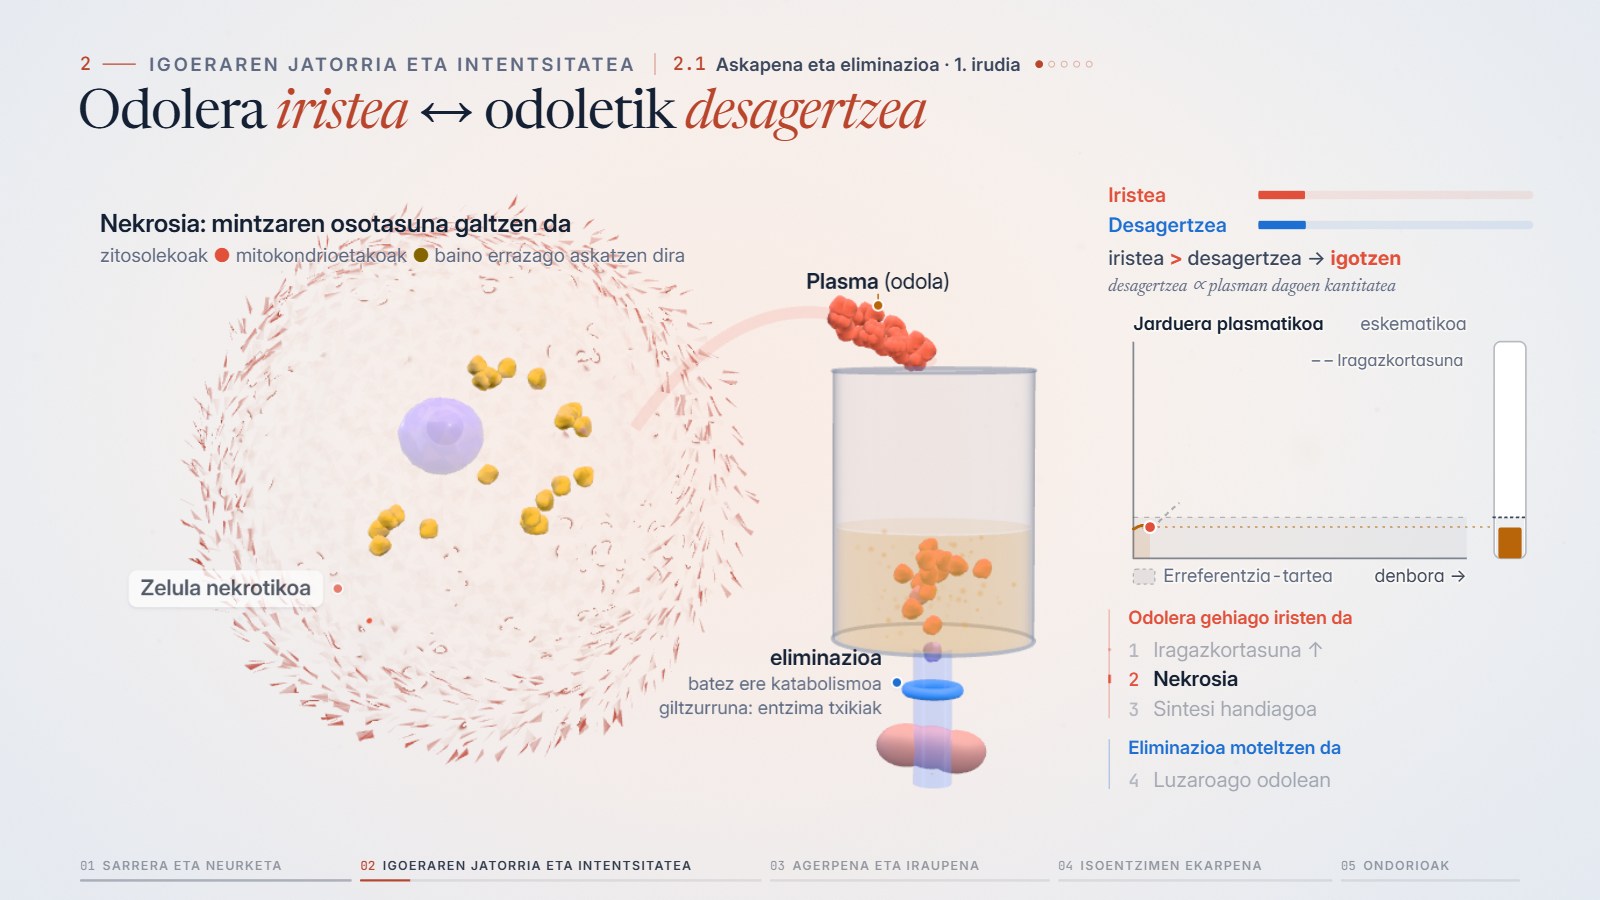 2 — IGOERAREN JATORRIA ETA INTENTSITATEA | 2.1 Askapena eta eliminazioa · 1. irudia
Odolera iristea ↔ odoletik desagertzea
Nekrosia: mintzaren osotasuna galtzen da
zitosolekoak ● mitokondrioetakoak ● baino errazago askatzen dira
Zelula nekrotikoa
Plasma (odola)
eliminazioa
batez ere katabolismoa
giltzurruna: entzima txikiak
Iristea
Desagertzea
iristea > desagertzea → igotzen
desagertzea ∝ plasman dagoen kantitatea
Jarduera plasmatikoa eskematikoa
-- Iragazkortasuna
Erreferentzia-tartea denbora →
Odolera gehiago iristen da
1 Iragazkortasuna ↑
2 Nekrosia
3 Sintesi handiagoa
Eliminazioa moteltzen da
4 Luzaroago odolean
01 SARRERA ETA NEURKETA
02 IGOERAREN JATORRIA ETA INTENTSITATEA
03 AGERPENA ETA IRAUPENA
04 ISOENTZIMEN EKARPENA
05 ONDORIOAK